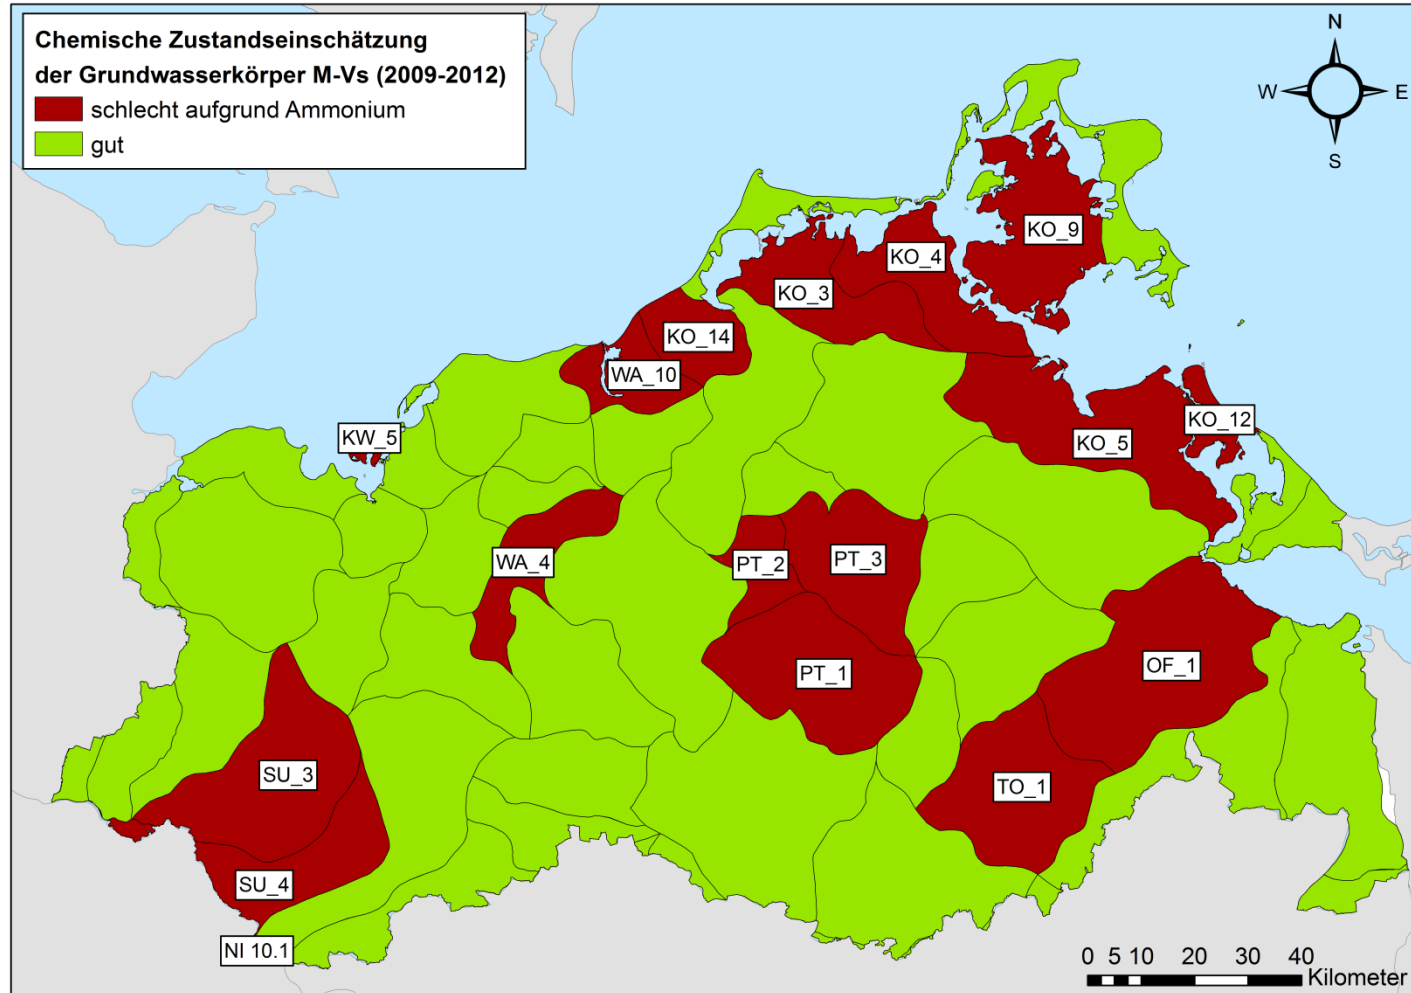 Chemische Zustandseinschätzung
der Grundwasserkörper M-Vs (2009-2012)
schlecht aufgrund Ammonium
gut
N
W
E
S
KO_9
KO_4
KO_3
KO_14
WA_10
KW_5
KO_12
KO_5
WA_4
PT_2
PT_3
PT_1
OF_1
SU_3
TO_1
SU_4
NI 10.1
0 5 10 20 30 40
Kilometer